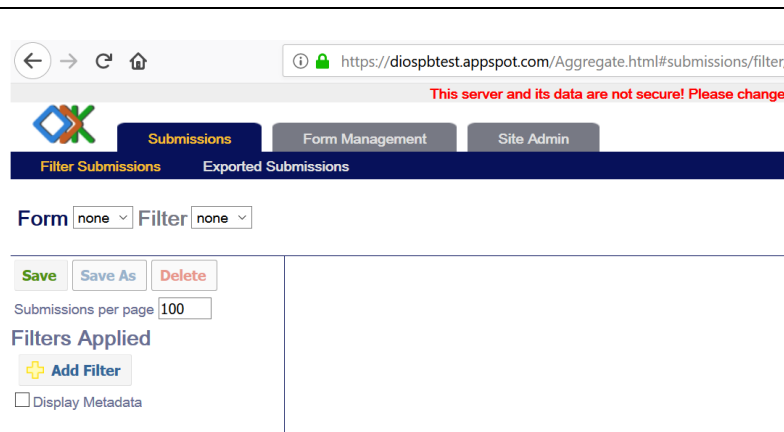 https://diospbtest.appspot.com/Aggregate.html#submissions/filter
This server and its data are not secure! Please change
Submissions Form Management Site Admin
Filter Submissions Exported Submissions
Form none Filter none
Save Save As Delete
Submissions per page 100
Filters Applied
Add Filter
Display Metadata